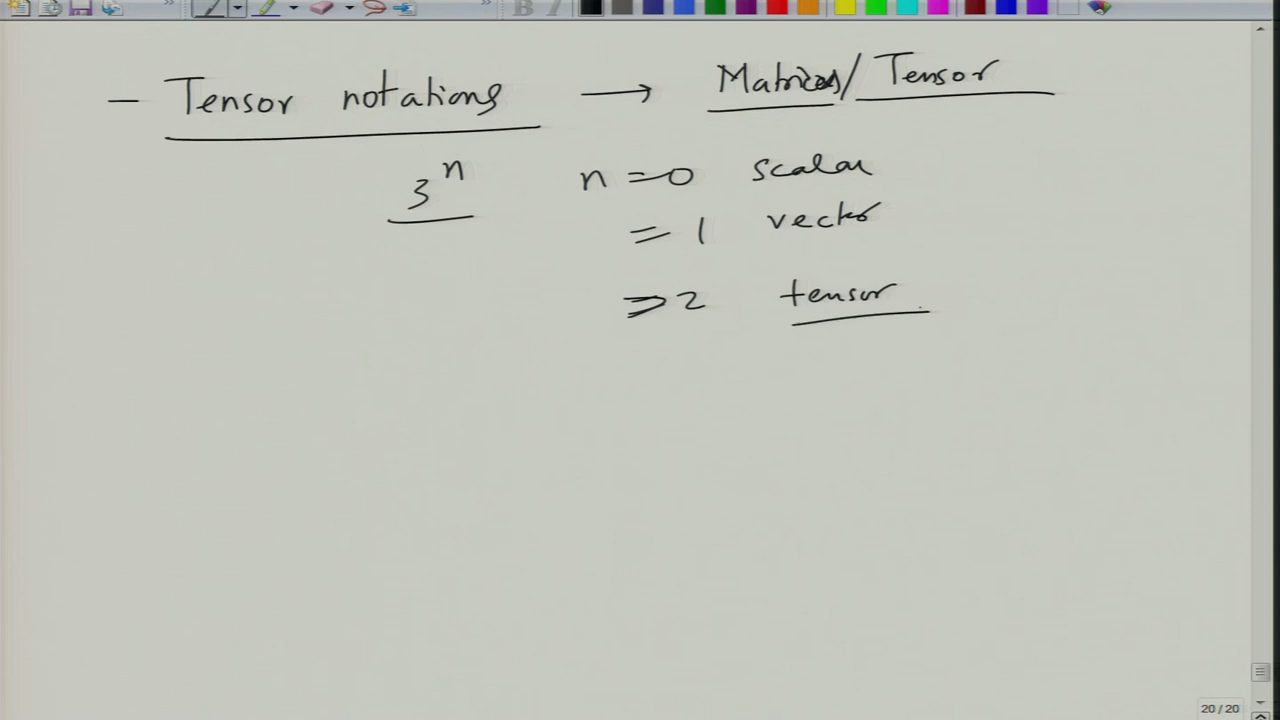 - Tensor notations → Matrices/Tensor
3^n n = 0 scalar
= 1 vector
⩾ 2 tensor
20 / 20